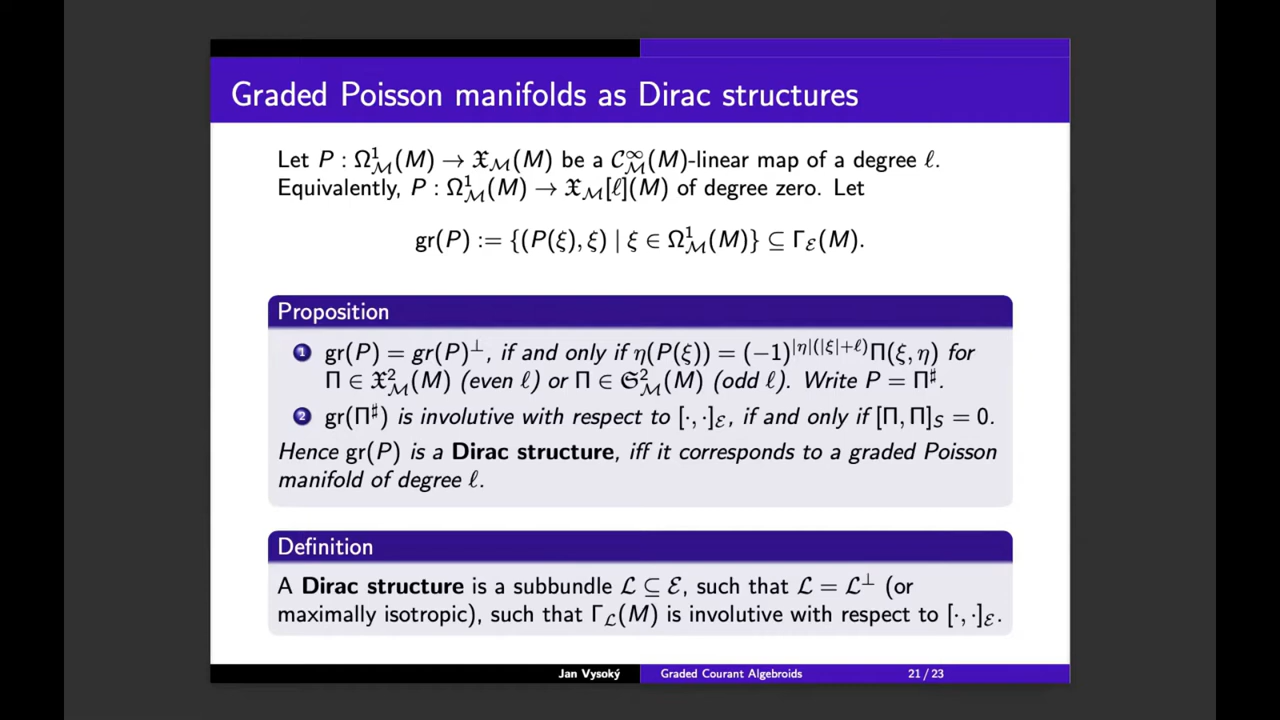 Graded Poisson manifolds as Dirac structures
Let P : Ω¹_ℳ(M) → 𝔛_ℳ(M) be a 𝒞^∞_ℳ(M)-linear map of a degree ℓ.
Equivalently, P : Ω¹_ℳ(M) → 𝔛_ℳ[ℓ](M) of degree zero. Let
gr(P) := {(P(ξ), ξ) | ξ ∈ Ω¹_ℳ(M)} ⊆ Γ_ℰ(M).
Proposition
1 gr(P) = gr(P)^⊥, if and only if η(P(ξ)) = (−1)^{|η|(|ξ|+ℓ)}Π(ξ, η) for
Π ∈ 𝔛²_ℳ(M) (even ℓ) or Π ∈ 𝔖²_ℳ(M) (odd ℓ). Write P = Π^♯.
2 gr(Π^♯) is involutive with respect to [·, ·]_ℰ, if and only if [Π, Π]_S = 0.
Hence gr(P) is a Dirac structure, iff it corresponds to a graded Poisson
manifold of degree ℓ.
Definition
A Dirac structure is a subbundle ℒ ⊆ ℰ, such that ℒ = ℒ^⊥ (or
maximally isotropic), such that Γ_ℒ(M) is involutive with respect to [·, ·]_ℰ.
Jan Vysoký Graded Courant Algebroids 21 / 23